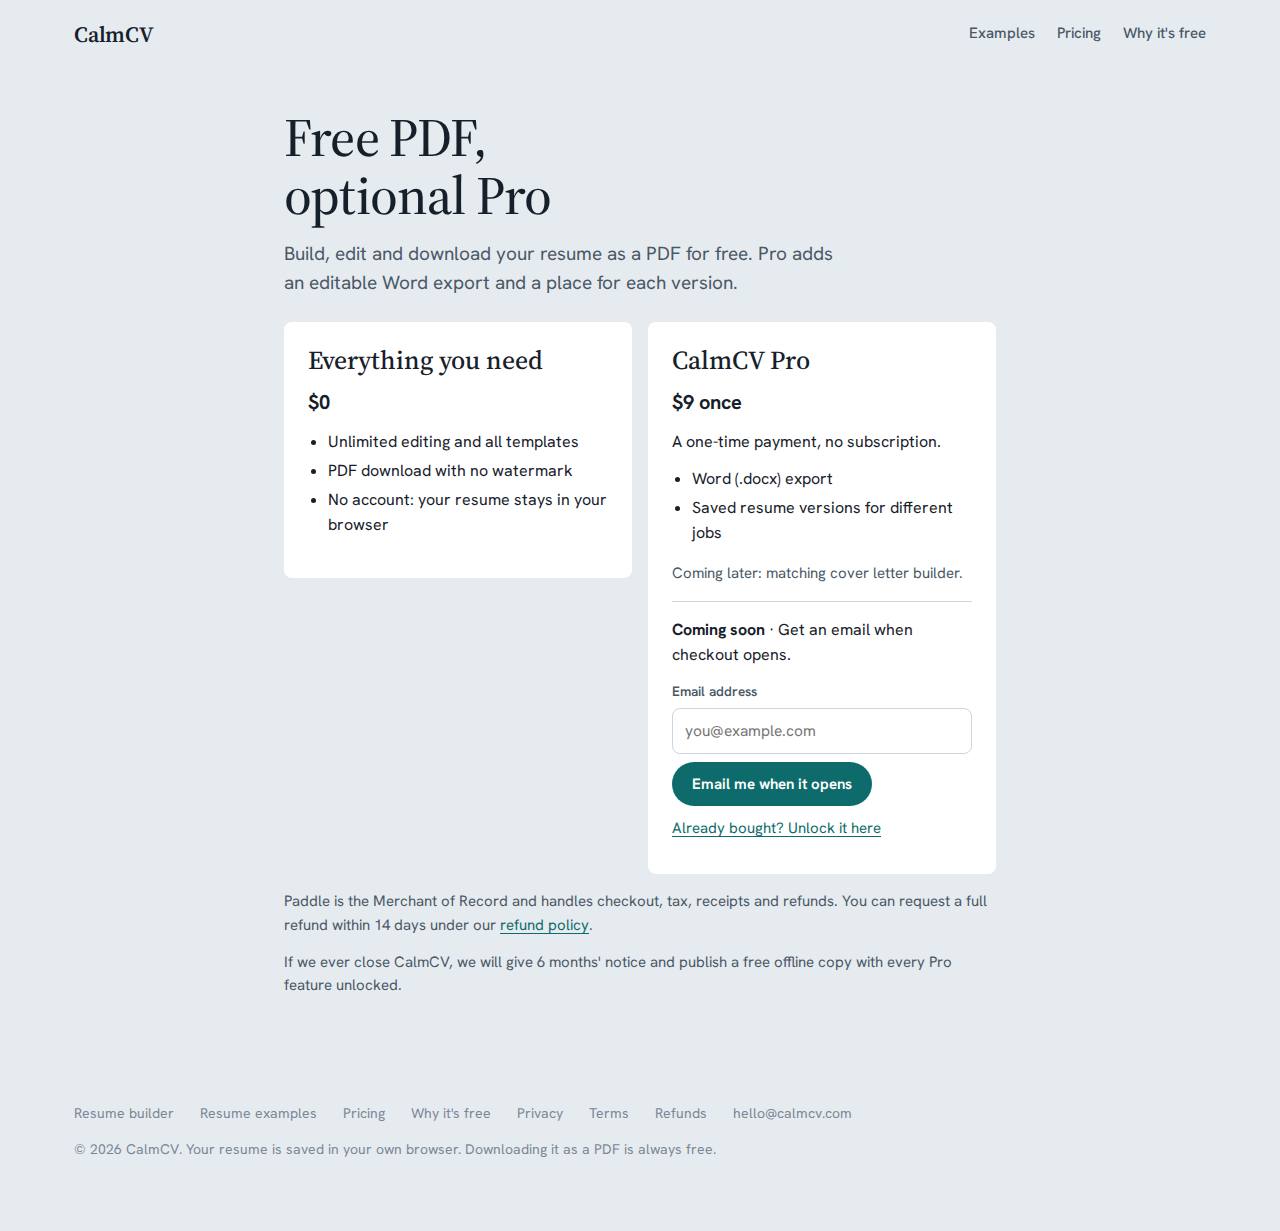 CalmCV
Examples
Pricing
Why it's free
Free PDF,
optional Pro
Build, edit and download your resume as a PDF for free. Pro adds
an editable Word export and a place for each version.
Everything you need
$0
• Unlimited editing and all templates
• PDF download with no watermark
• No account: your resume stays in your
browser
CalmCV Pro
$9 once
A one-time payment, no subscription.
• Word (.docx) export
• Saved resume versions for different
jobs
Coming later: matching cover letter builder.
Coming soon · Get an email when
checkout opens.
Email address
you@example.com
Email me when it opens
Already bought? Unlock it here
Paddle is the Merchant of Record and handles checkout, tax, receipts and refunds. You can request a full
refund within 14 days under our refund policy.
If we ever close CalmCV, we will give 6 months' notice and publish a free offline copy with every Pro
feature unlocked.
Resume builder
Resume examples
Pricing
Why it's free
Privacy
Terms
Refunds
hello@calmcv.com
© 2026 CalmCV. Your resume is saved in your own browser. Downloading it as a PDF is always free.